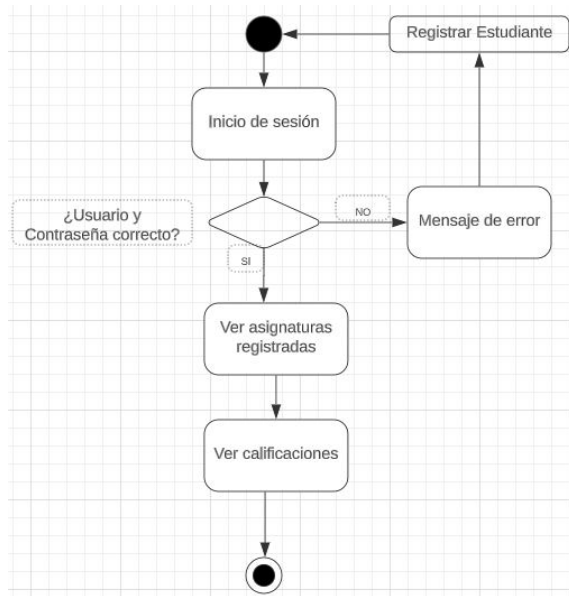 Registrar Estudiante
Inicio de sesión
¿Usuario y
Contraseña correcto?
NO
Mensaje de error
SI
Ver asignaturas
registradas
Ver calificaciones